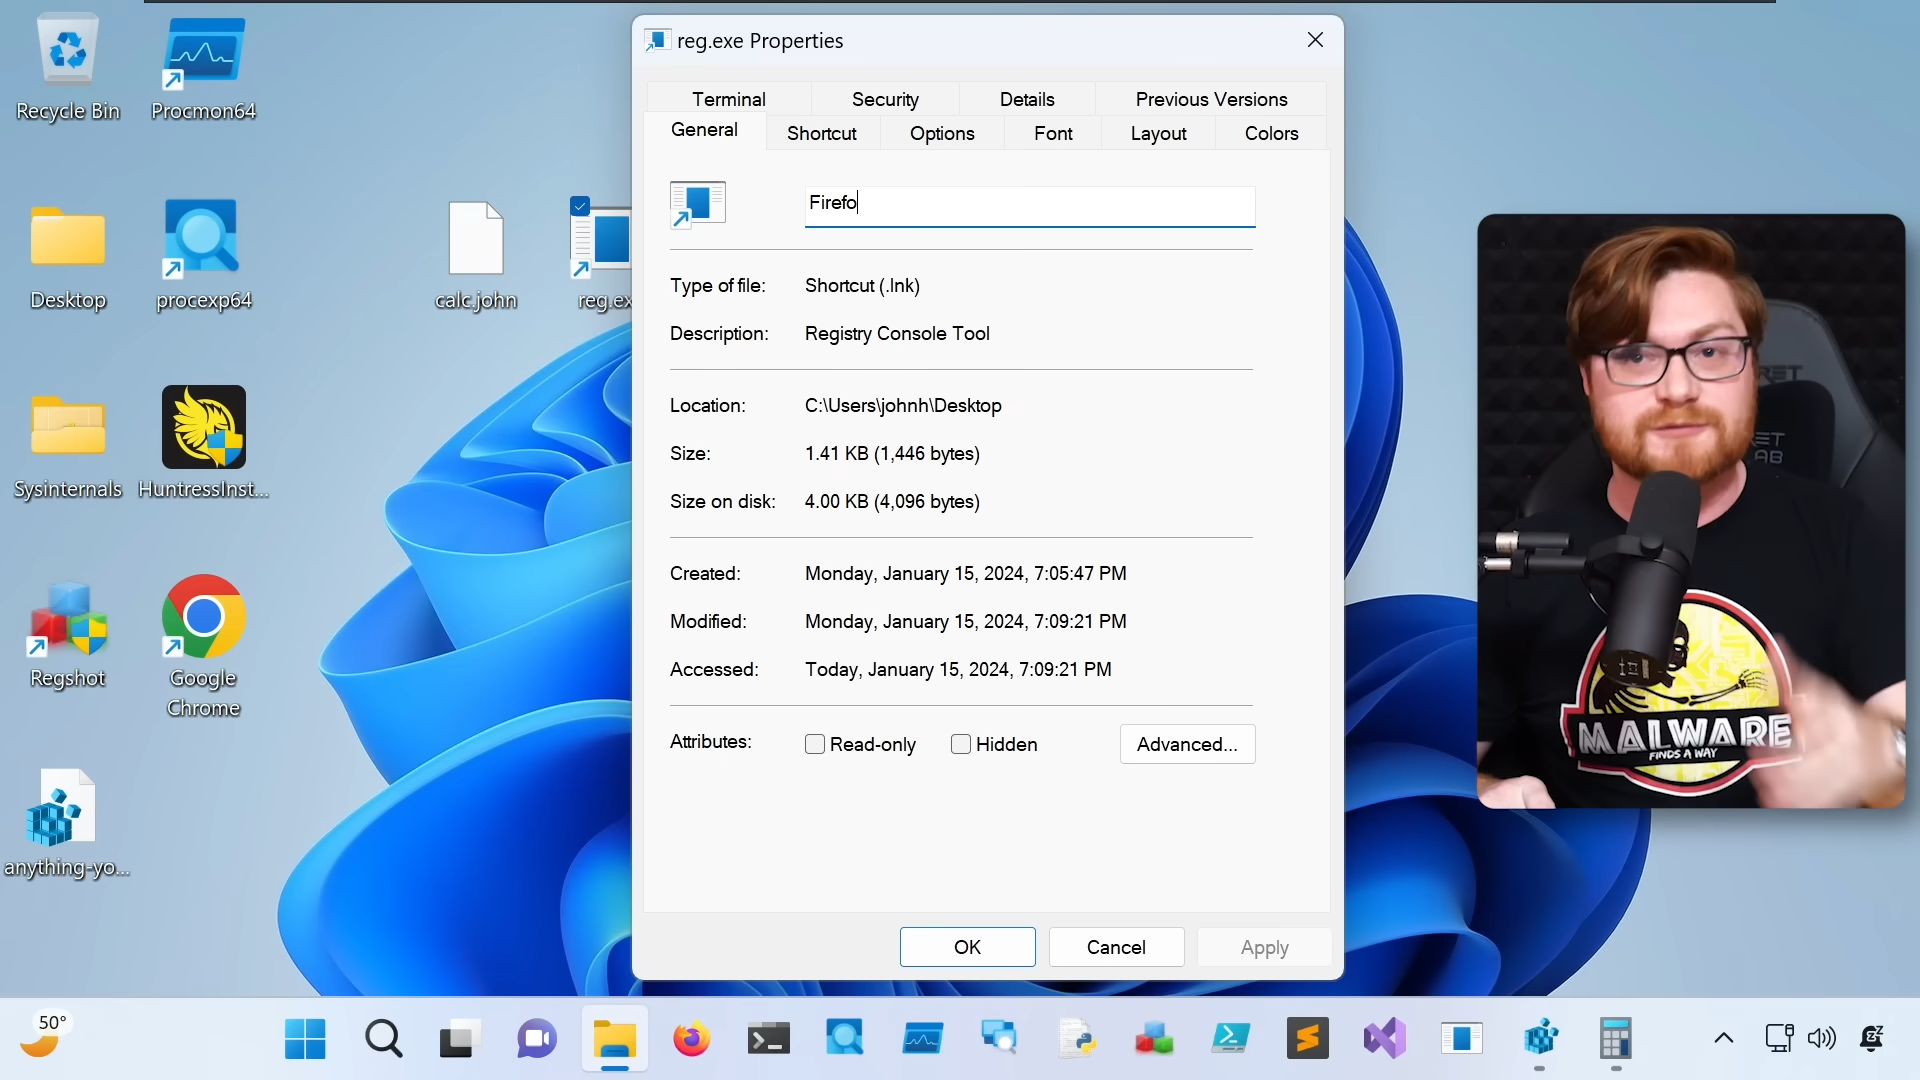 Recycle Bin
Procmon64
Desktop
procexp64
calc.john
reg.ex
Sysinternals
HuntressInst...
Regshot
Google
Chrome
anything-yo...
reg.exe Properties
Terminal
Security
Details
Previous Versions
General
Shortcut
Options
Font
Layout
Colors
Firefo
Type of file:
Shortcut (.lnk)
Description:
Registry Console Tool
Location:
C:\Users\johnh\Desktop
Size:
1.41 KB (1,446 bytes)
Size on disk:
4.00 KB (4,096 bytes)
Created:
Monday, January 15, 2024, 7:05:47 PM
Modified:
Monday, January 15, 2024, 7:09:21 PM
Accessed:
Today, January 15, 2024, 7:09:21 PM
Attributes:
Read-only
Hidden
Advanced...
OK
Cancel
Apply
MALWARE
FINDS A WAY
50°